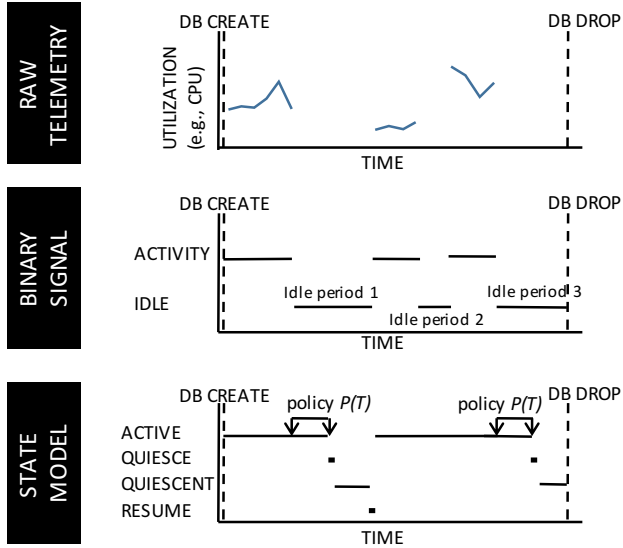 RAW
TELEMETRY
DB CREATE
DB DROP
UTILIZATION
(e.g., CPU)
TIME
BINARY
SIGNAL
DB CREATE
DB DROP
ACTIVITY
IDLE
Idle period 1
Idle period 2
Idle period 3
TIME
STATE
MODEL
DB CREATE
DB DROP
policy P(T)
policy P(T)
ACTIVE
QUIESCE
QUIESCENT
RESUME
TIME